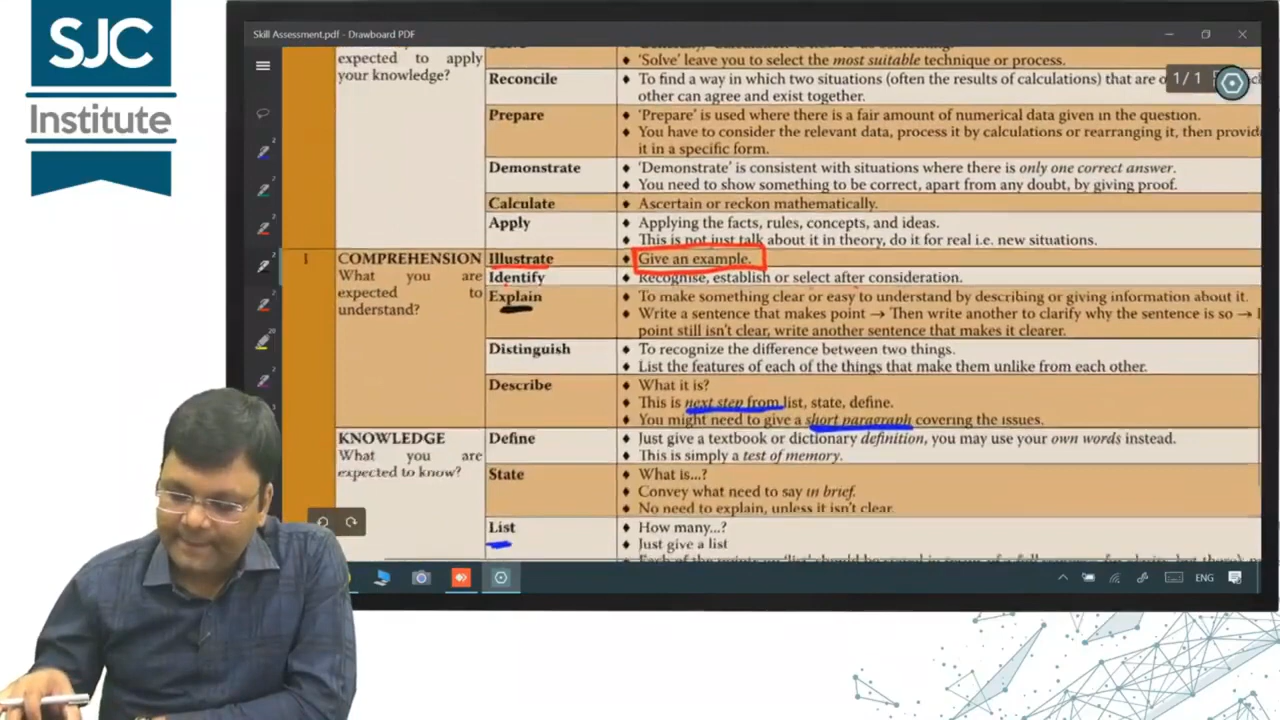 SJC
Institute
Skill Assessment.pdf - Drawboard PDF
expected to apply
your knowledge?
♦ 'Solve' leave you to select the most suitable technique or process.
Reconcile
♦ To find a way in which two situations (often the results of calculations) that are
other can agree and exist together.
1 / 1
Prepare
♦ 'Prepare' is used where there is a fair amount of numerical data given in the question.
♦ You have to consider the relevant data, process it by calculations or rearranging it, then
it in a specific form.
Demonstrate
♦ 'Demonstrate' is consistent with situations where there is only one correct answer.
♦ You need to show something to be correct, apart from any doubt, by giving proof.
Calculate
♦ Ascertain or reckon mathematically.
Apply
♦ Applying the facts, rules, concepts, and ideas.
♦ This is not just talk about it in theory, do it for real i.e. new situations.
1
COMPREHENSION
What you are
expected to
understand?
Illustrate
♦ Give an example.
Identify
♦ Recognise, establish or select after consideration.
Explain
♦ To make something clear or easy to understand by describing or giving information about it.
♦ Write a sentence that makes point → Then write another to clarify why the sentence is so →
point still isn't clear, write another sentence that makes it clearer.
Distinguish
♦ To recognize the difference between two things.
♦ List the features of each of the things that make them unlike from each other.
Describe
♦ What it is?
♦ This is next step from list, state, define.
♦ You might need to give a short paragraph covering the issues.
KNOWLEDGE
What you are
expected to know?
Define
♦ Just give a textbook or dictionary definition, you may use your own words instead.
♦ This is simply a test of memory.
State
♦ What is...?
♦ Convey what need to say in brief.
♦ No need to explain, unless it isn't clear.
List
♦ How many...?
♦ Just give a list
ENG